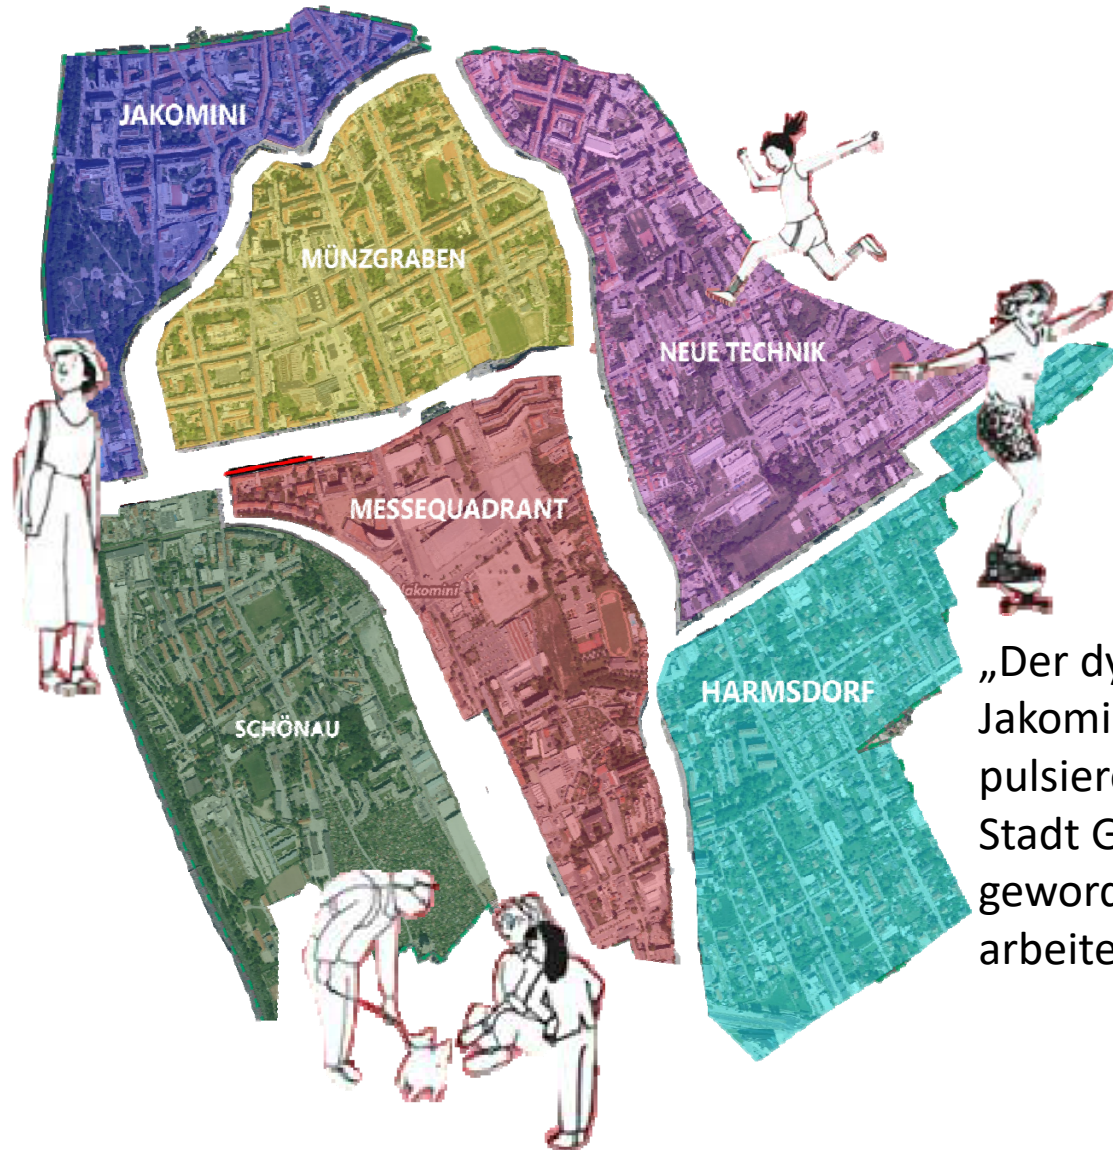 JAKOMINI
MÜNZGRABEN
NEUE TECHNIK
MESSEQUADRANT
Jakomini
HARMSDORF
SCHÖNAU
„Der dy
Jakomi
pulsier
Stadt G
geword
arbeite